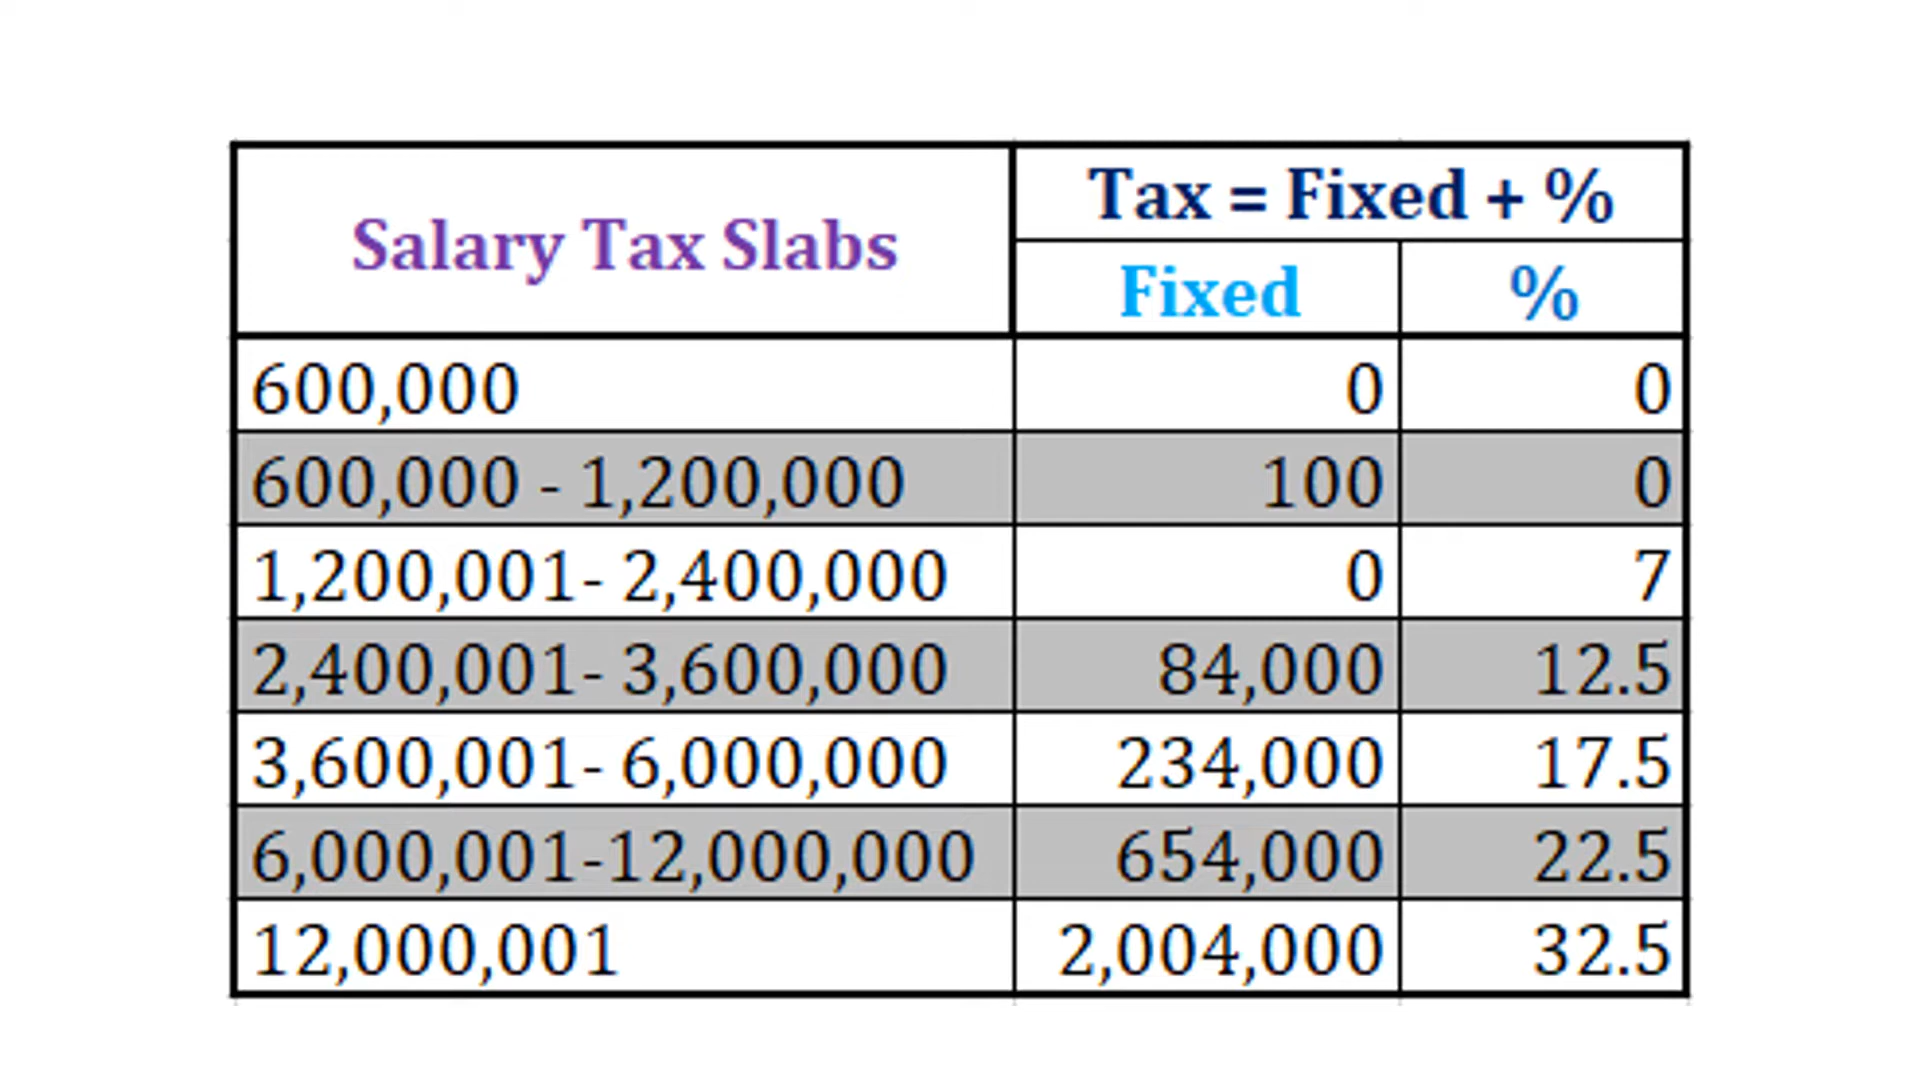 Salary Tax Slabs
Tax = Fixed + %
Fixed %
600,000 0 0
600,000 - 1,200,000 100 0
1,200,001- 2,400,000 0 7
2,400,001- 3,600,000 84,000 12.5
3,600,001- 6,000,000 234,000 17.5
6,000,001-12,000,000 654,000 22.5
12,000,001 2,004,000 32.5